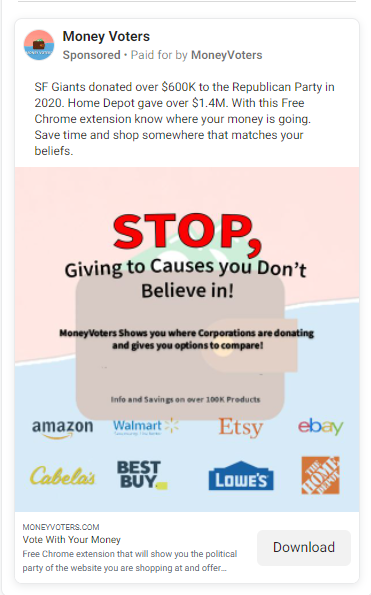 Money Voters
Sponsored • Paid for by MoneyVoters
SF Giants donated over $600K to the Republican Party in
2020. Home Depot gave over $1.4M. With this Free
Chrome extension know where your money is going.
Save time and shop somewhere that matches your
beliefs.
STOP,
Giving to Causes you Don't
Believe in!
MoneyVoters Shows you where Corporations are donating
and gives you options to compare!
Info and Savings on over 100K Products
amazon Walmart Etsy ebay
Cabela's BEST BUY LOWE'S THE HOME DEPOT
MONEYVOTERS.COM
Vote With Your Money
Free Chrome extension that will show you the political
party of the website you are shopping at and offer...
Download